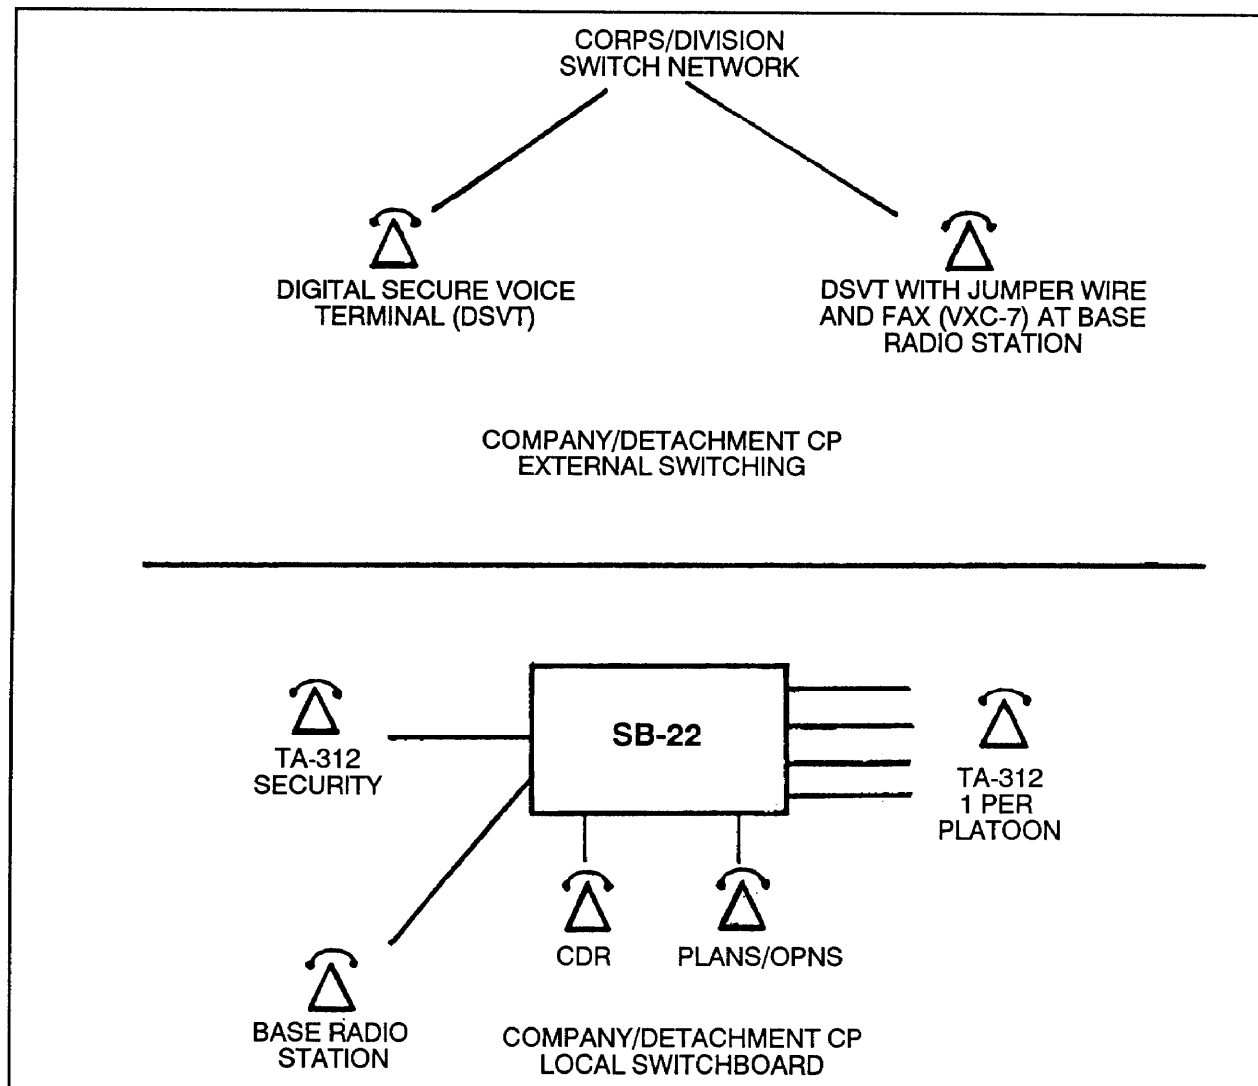 CORPS/DIVISION
SWITCH NETWORK
DIGITAL SECURE VOICE
TERMINAL (DSVT)
DSVT WITH JUMPER WIRE
AND FAX (VXC-7) AT BASE
RADIO STATION
COMPANY/DETACHMENT CP
EXTERNAL SWITCHING
SB-22
TA-312
SECURITY
TA-312
1 PER
PLATOON
CDR
PLANS/OPNS
BASE RADIO
STATION
COMPANY/DETACHMENT CP
LOCAL SWITCHBOARD